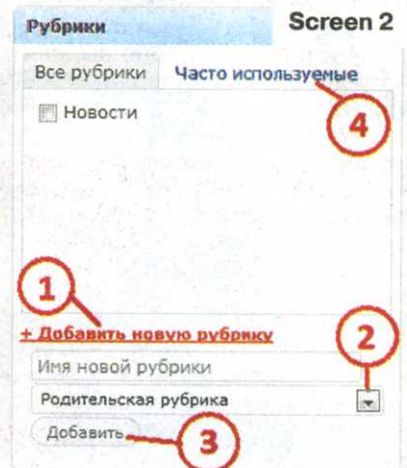 Рубрики Screen 2
Все рубрики Часто используемые
4
Новости
1
+ Добавить новую рубрику
2
Имя новой рубрики
Родительская рубрика
Добавить
3